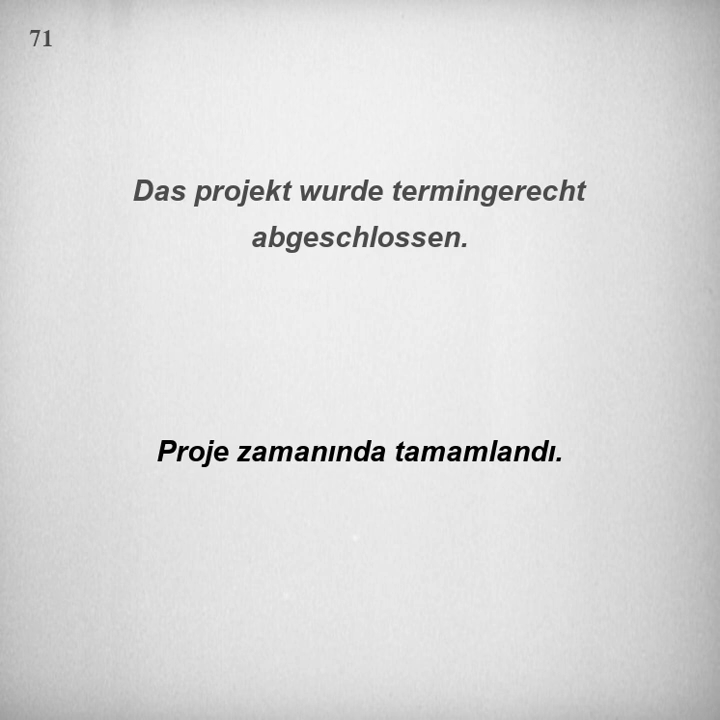 71
Das projekt wurde termingerecht
abgeschlossen.
Proje zamanında tamamlandı.